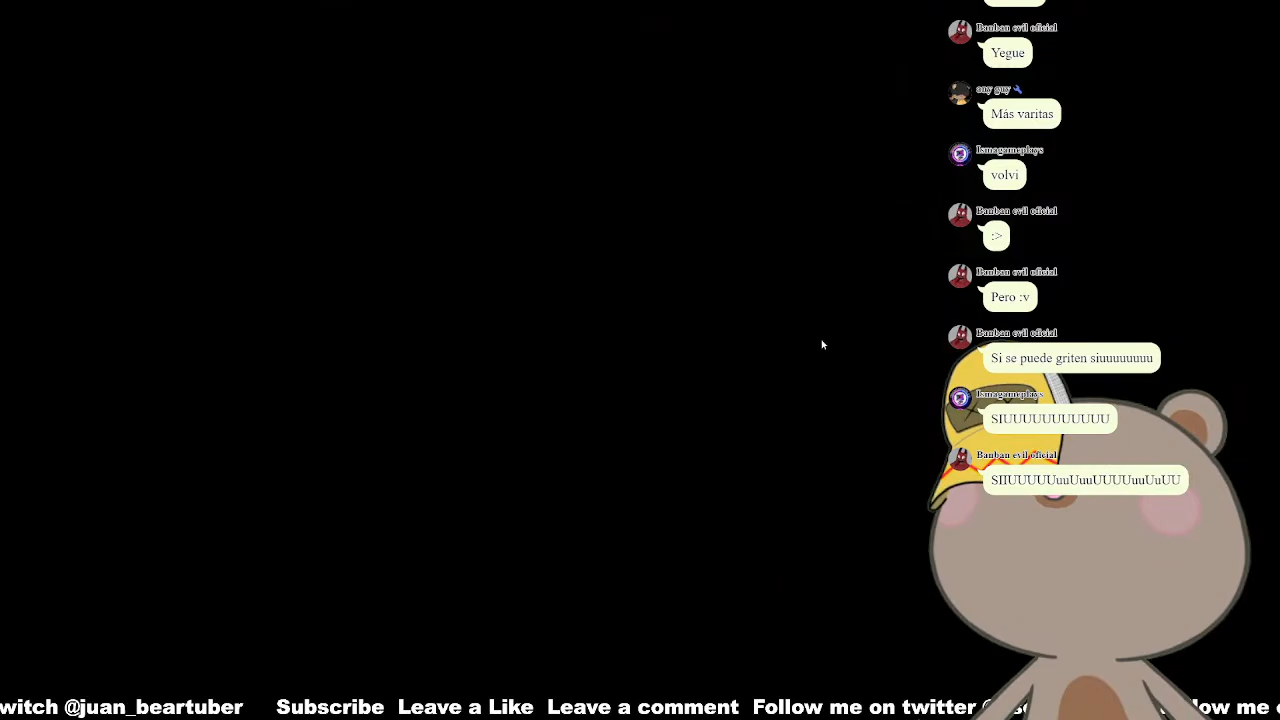 Banban evil oficial
Yegue
any guy
Más varitas
Ismagameplays
volvi
Banban evil oficial
:>
Banban evil oficial
Pero :v
Banban evil oficial
Si se puede griten siuuuuuuuu
Ismagameplays
SIUUUUUUUUUUU
Banban evil oficial
SIIUUUUUuuUuuUUUUuuUuUU
witch @juan_beartuber Subscribe Leave a Like Leave a comment Follow me on twitter